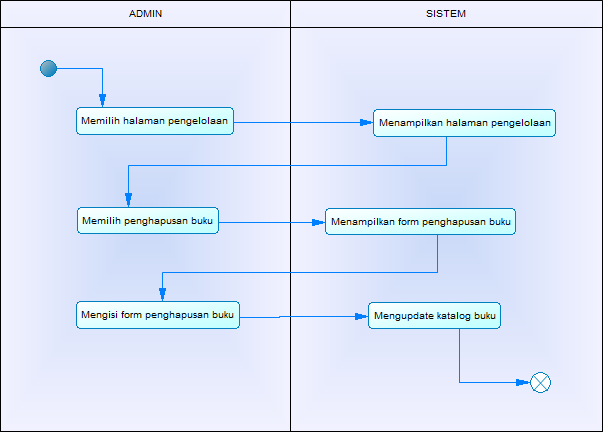 ADMIN
SISTEM
Memilih halaman pengelolaan
Menampilkan halaman pengelolaan
Memilih penghapusan buku
Menampilkan form penghapusan buku
Mengisi form penghapusan buku
Mengupdate katalog buku